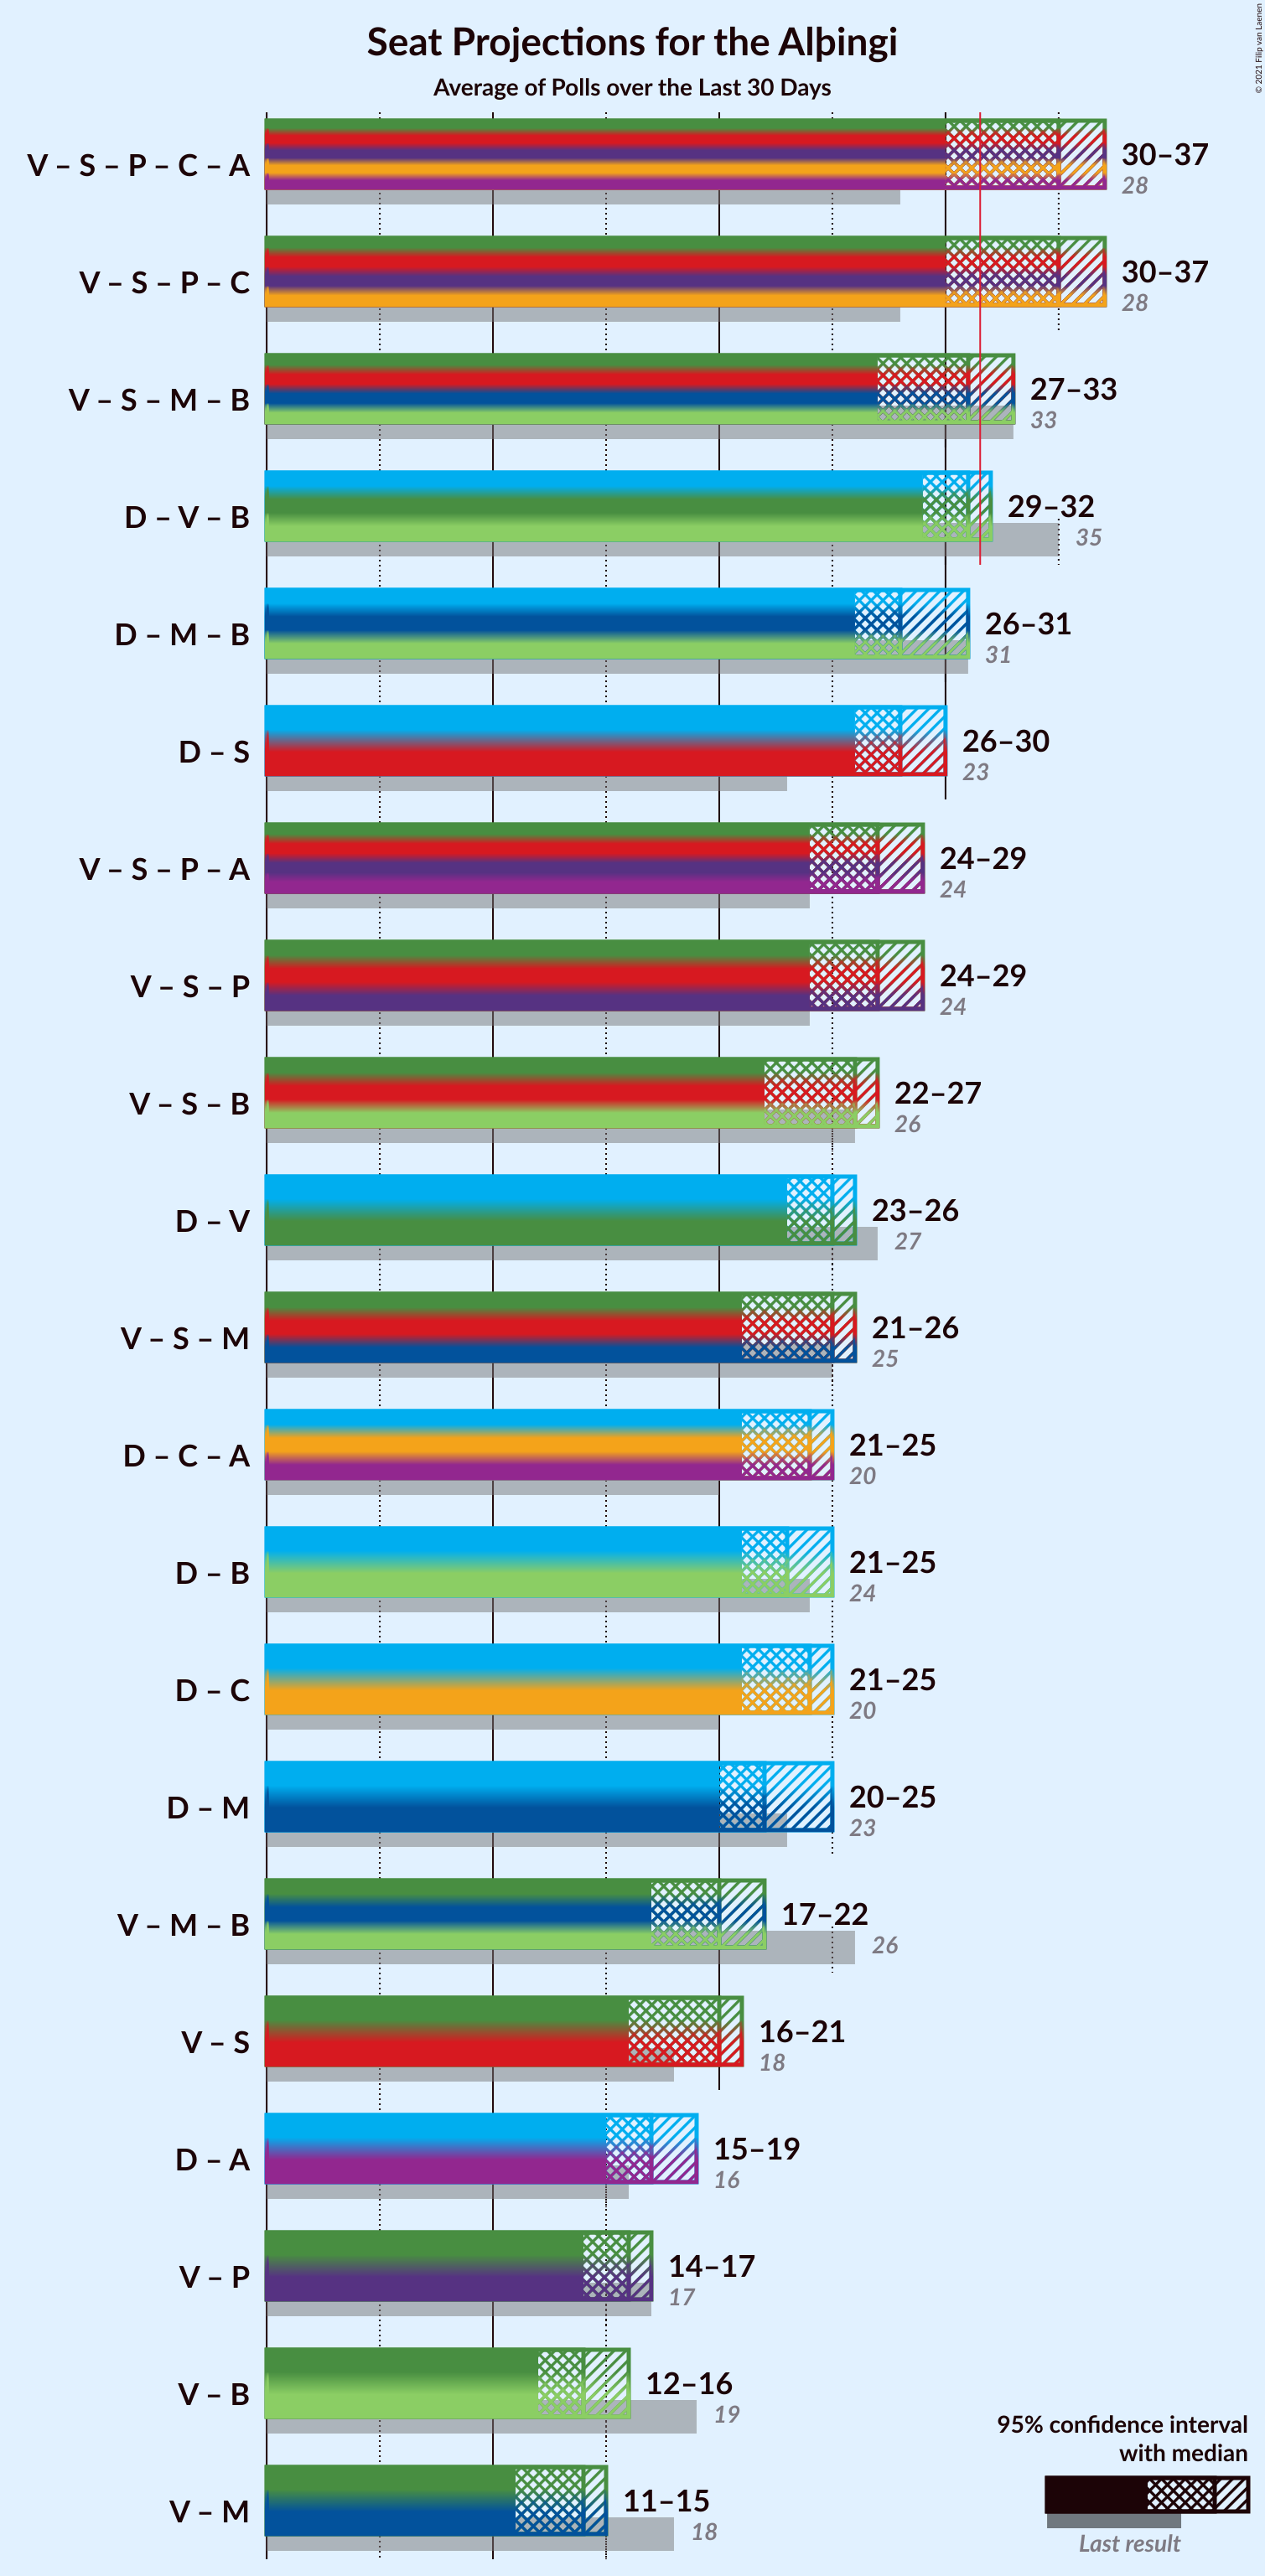 © 2021 Filip van Laenen
Seat Projections for the Alþingi
Average of Polls over the Last 30 Days
V – S – P – C – A
30–37
28
V – S – P – C
30–37
28
V – S – M – B
27–33
33
D – V – B
29–32
35
D – M – B
26–31
31
D – S
26–30
23
V – S – P – A
24–29
24
V – S – P
24–29
24
V – S – B
22–27
26
D – V
23–26
27
V – S – M
21–26
25
D – C – A
21–25
20
D – B
21–25
24
D – C
21–25
20
D – M
20–25
23
V – M – B
17–22
26
V – S
16–21
18
D – A
15–19
16
V – P
14–17
17
V – B
12–16
19
V – M
11–15
18
95% confidence interval
with median
Last result